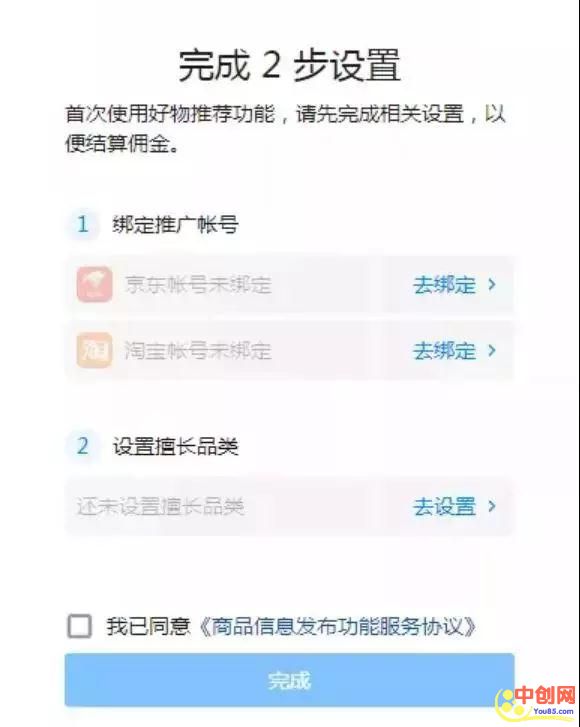 完成 2 步设置
首次使用好物推荐功能，请先完成相关设置，以
便结算佣金。
1 绑定推广帐号
京东帐号未绑定 去绑定 >
淘 淘宝帐号未绑定 去绑定 >
2 设置擅长品类
还未设置擅长品类 去设置 >
我已同意《商品信息发布功能服务协议》
完成
中创网
You85.com